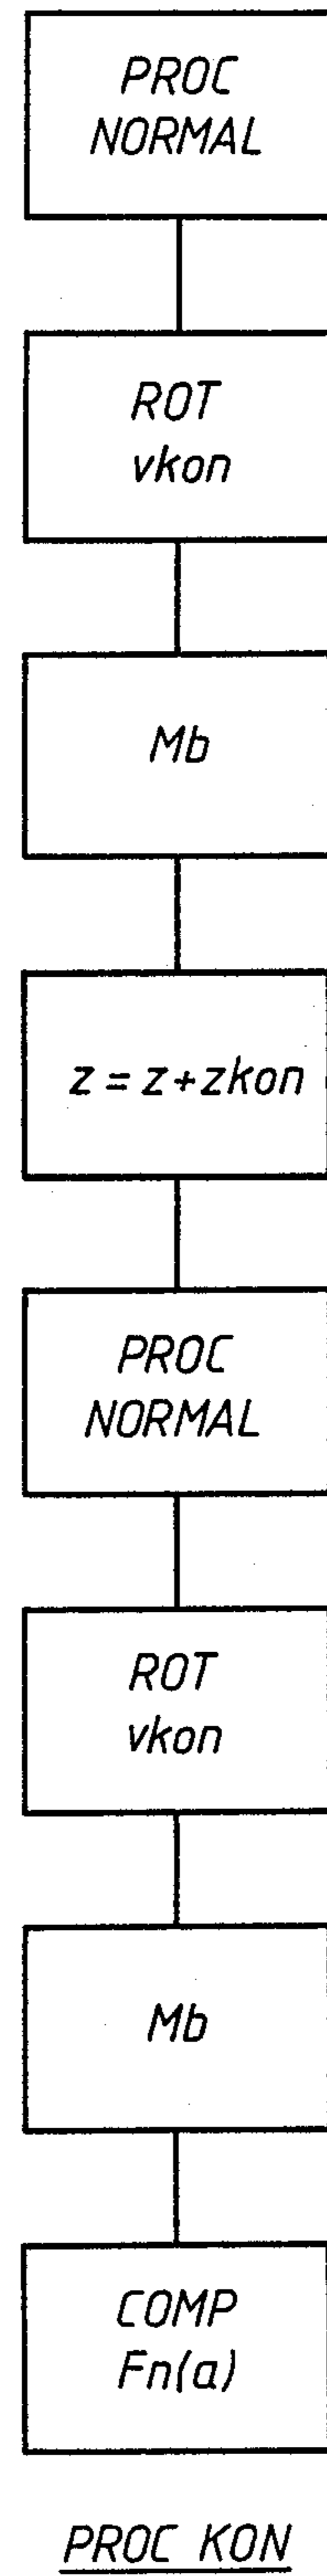 PROC
NORMAL
ROT
vkon
Mb
z = z + zkon
PROC
NORMAL
ROT
vkon
Mb
COMP
Fn(a)
PROC KON